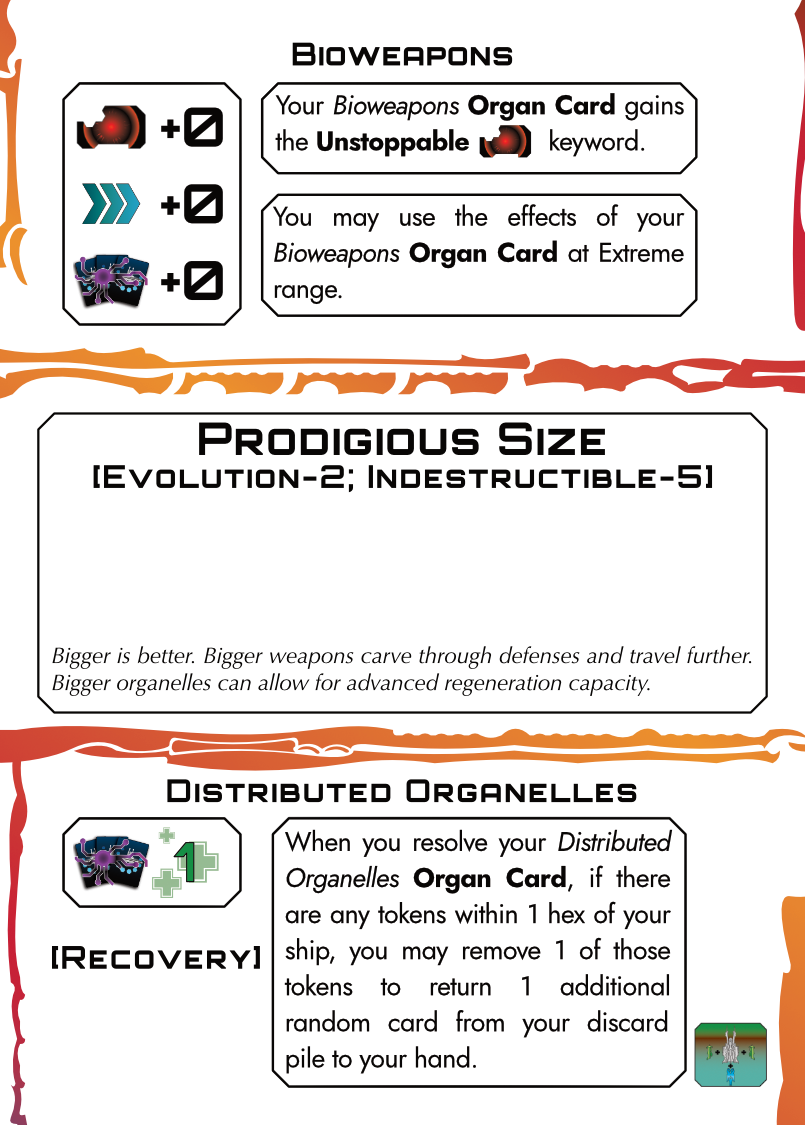 Bioweapons
+0
+0
+0
Your Bioweapons Organ Card gains
the Unstoppable keyword.
You may use the effects of your
Bioweapons Organ Card at Extreme
range.
Prodigious Size
[Evolution-2; Indestructible-5]
Bigger is better. Bigger weapons carve through defenses and travel further.
Bigger organelles can allow for advanced regeneration capacity.
Distributed Organelles
1
[Recovery]
When you resolve your Distributed
Organelles Organ Card, if there
are any tokens within 1 hex of your
ship, you may remove 1 of those
tokens to return 1 additional
random card from your discard
pile to your hand.